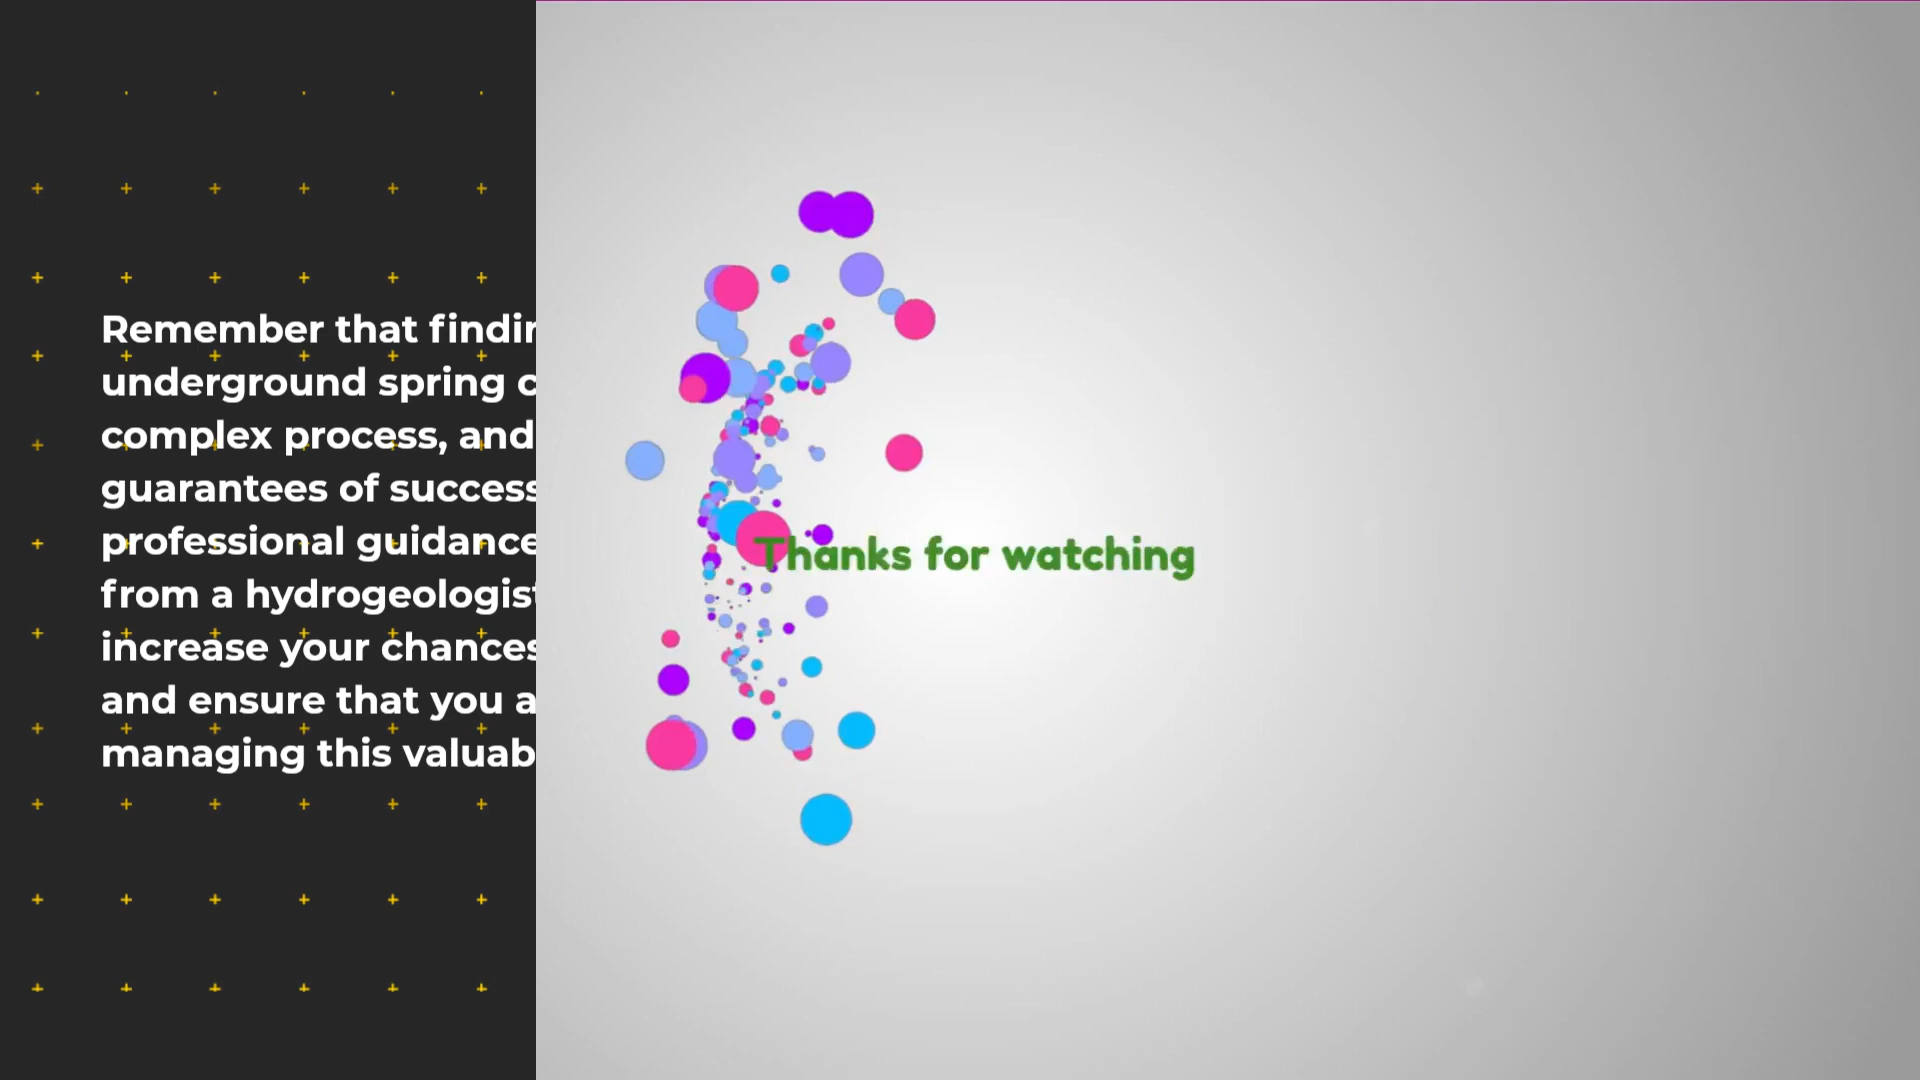 Remember that findin
underground spring c
complex process, and
guarantees of success
professional guidance
from a hydrogeologist
increase your chances
and ensure that you a
managing this valuab
Thanks for watching